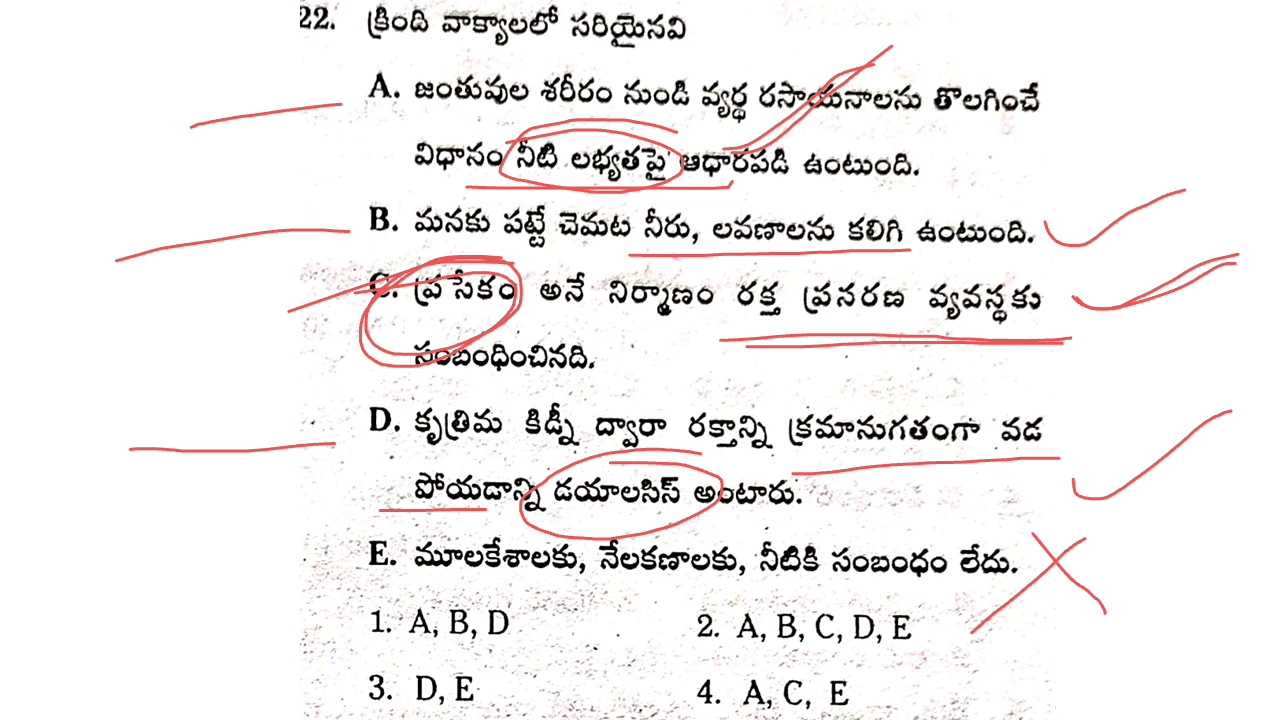 22. క్రింది వాక్యాలలో సరియైనవి
A. జంతువుల శరీరం నుండి వ్యర్థ రసాయనాలను తొలగించే
విధానం నీటి లభ్యతపై ఆధారపడి ఉంటుంది.
B. మనకు పట్టే చెమట నీరు, లవణాలను కలిగి ఉంటుంది.
C. ప్రసేకం అనే నిర్మాణం రక్త ప్రసరణ వ్యవస్థకు
సంబంధించినది.
D. కృత్రిమ కిడ్నీ ద్వారా రక్తాన్ని క్రమానుగతంగా వడ
పోయడాన్ని డయాలసిస్ అంటారు.
E. మూలకేశాలకు, నేలకణాలకు, నీటికి సంబంధం లేదు.
1. A, B, D 2. A, B, C, D, E
3. D, E 4. A, C, E